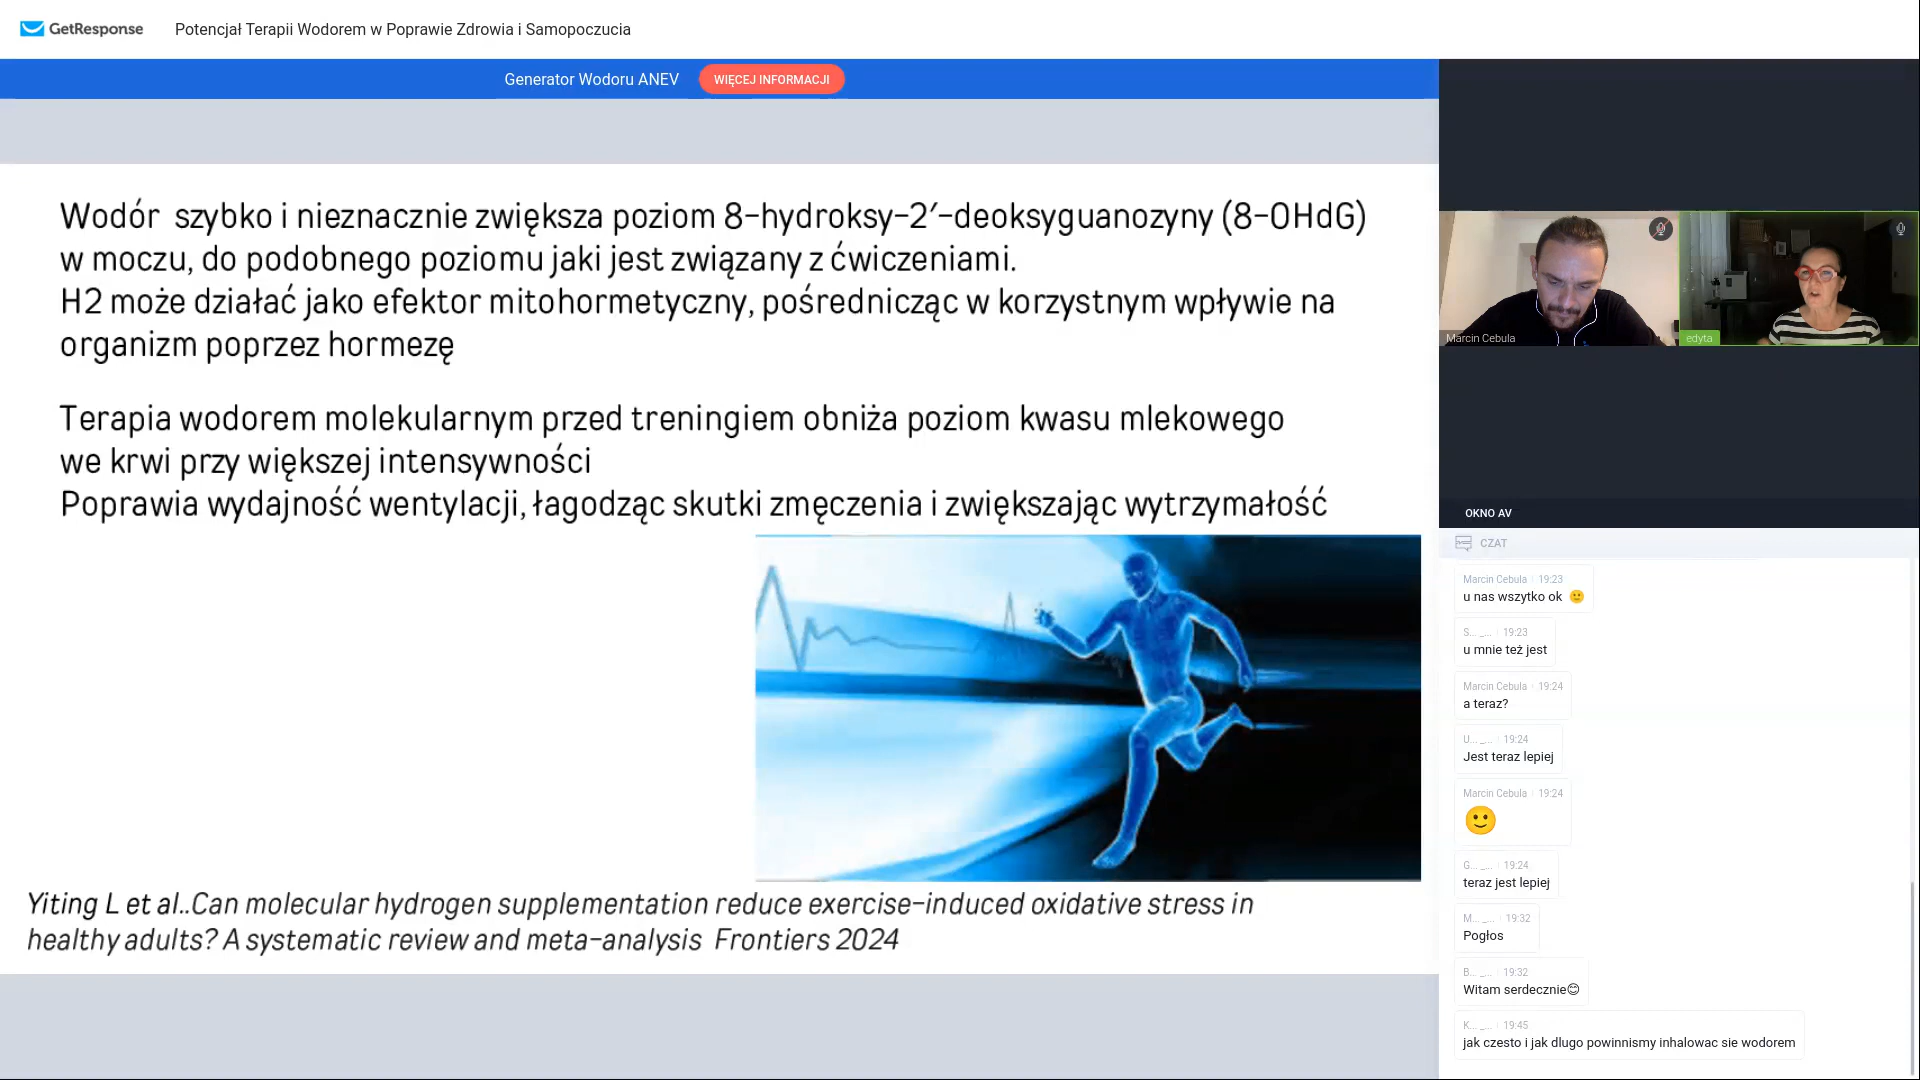 GetResponse
Potencjał Terapii Wodorem w Poprawie Zdrowia i Samopoczucia
Generator Wodoru ANEV
WIĘCEJ INFORMACJI
Wodór szybko i nieznacznie zwiększa poziom 8-hydroksy-2′-deoksyguanozyny (8-OHdG)
w moczu, do podobnego poziomu jaki jest związany z ćwiczeniami.
H2 może działać jako efektor mitohormetyczny, pośrednicząc w korzystnym wpływie na
organizm poprzez hormezę
Terapia wodorem molekularnym przed treningiem obniża poziom kwasu mlekowego
we krwi przy większej intensywności
Poprawia wydajność wentylacji, łagodząc skutki zmęczenia i zwiększając wytrzymałość
Yiting L et al..Can molecular hydrogen supplementation reduce exercise-induced oxidative stress in
healthy adults? A systematic review and meta-analysis Frontiers 2024
Marcin Cebula
edyta
OKNO AV
CZAT
Marcin Cebula 19:23
u nas wszytko ok 🙂
S... _... 19:23
u mnie też jest
Marcin Cebula 19:24
a teraz?
U... _... 19:24
Jest teraz lepiej
Marcin Cebula 19:24
🙂
G... _... 19:24
teraz jest lepiej
M... _... 19:32
Pogłos
B... _... 19:32
Witam serdecznie😊
K... _... 19:45
jak czesto i jak dlugo powinnismy inhalowac sie wodorem